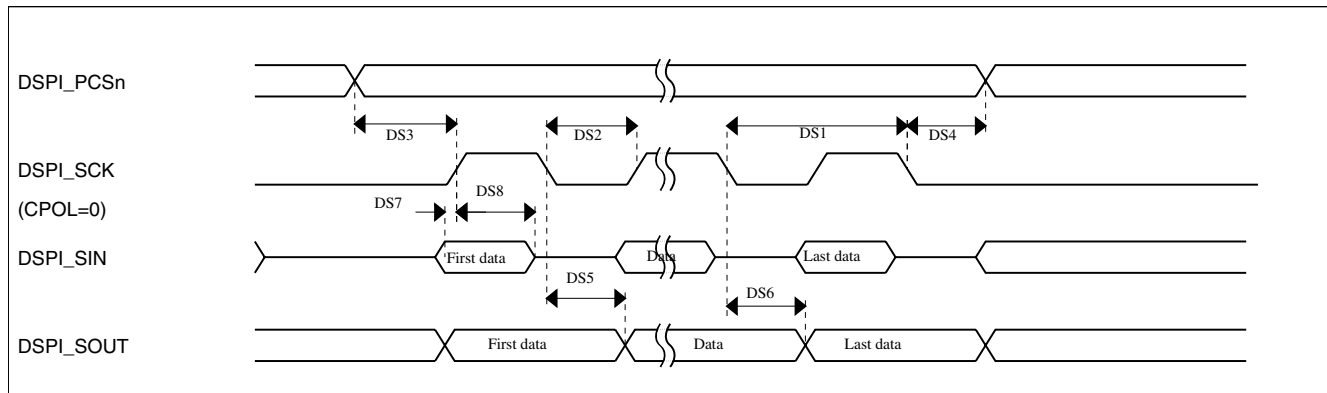 DSPI_PCSn
DS3
DS2
DS1
DS4
DSPI_SCK
(CPOL=0)
DS7
DS8
DSPI_SIN
First data
Data
Last data
DS5
DS6
DSPI_SOUT
First data
Data
Last data